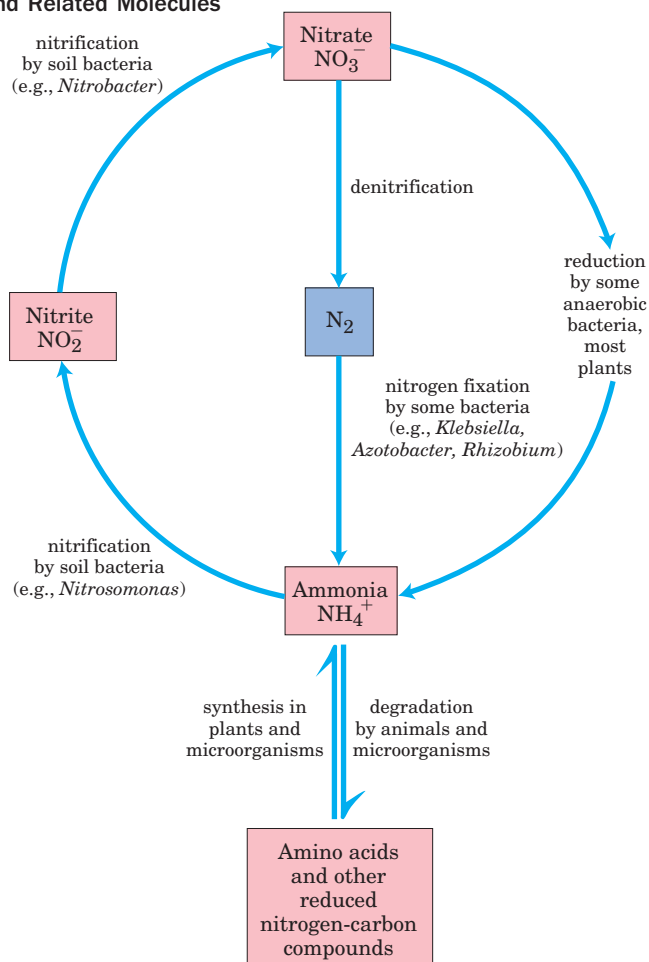 nd Related Molecules
nitrification
by soil bacteria
(e.g., Nitrobacter)
Nitrate
NO₃⁻
denitrification
reduction
by some
anaerobic
bacteria,
most
plants
Nitrite
NO₂⁻
N₂
nitrogen fixation
by some bacteria
(e.g., Klebsiella,
Azotobacter, Rhizobium)
nitrification
by soil bacteria
(e.g., Nitrosomonas)
Ammonia
NH₄⁺
synthesis in
plants and
microorganisms
degradation
by animals and
microorganisms
Amino acids
and other
reduced
nitrogen-carbon
compounds